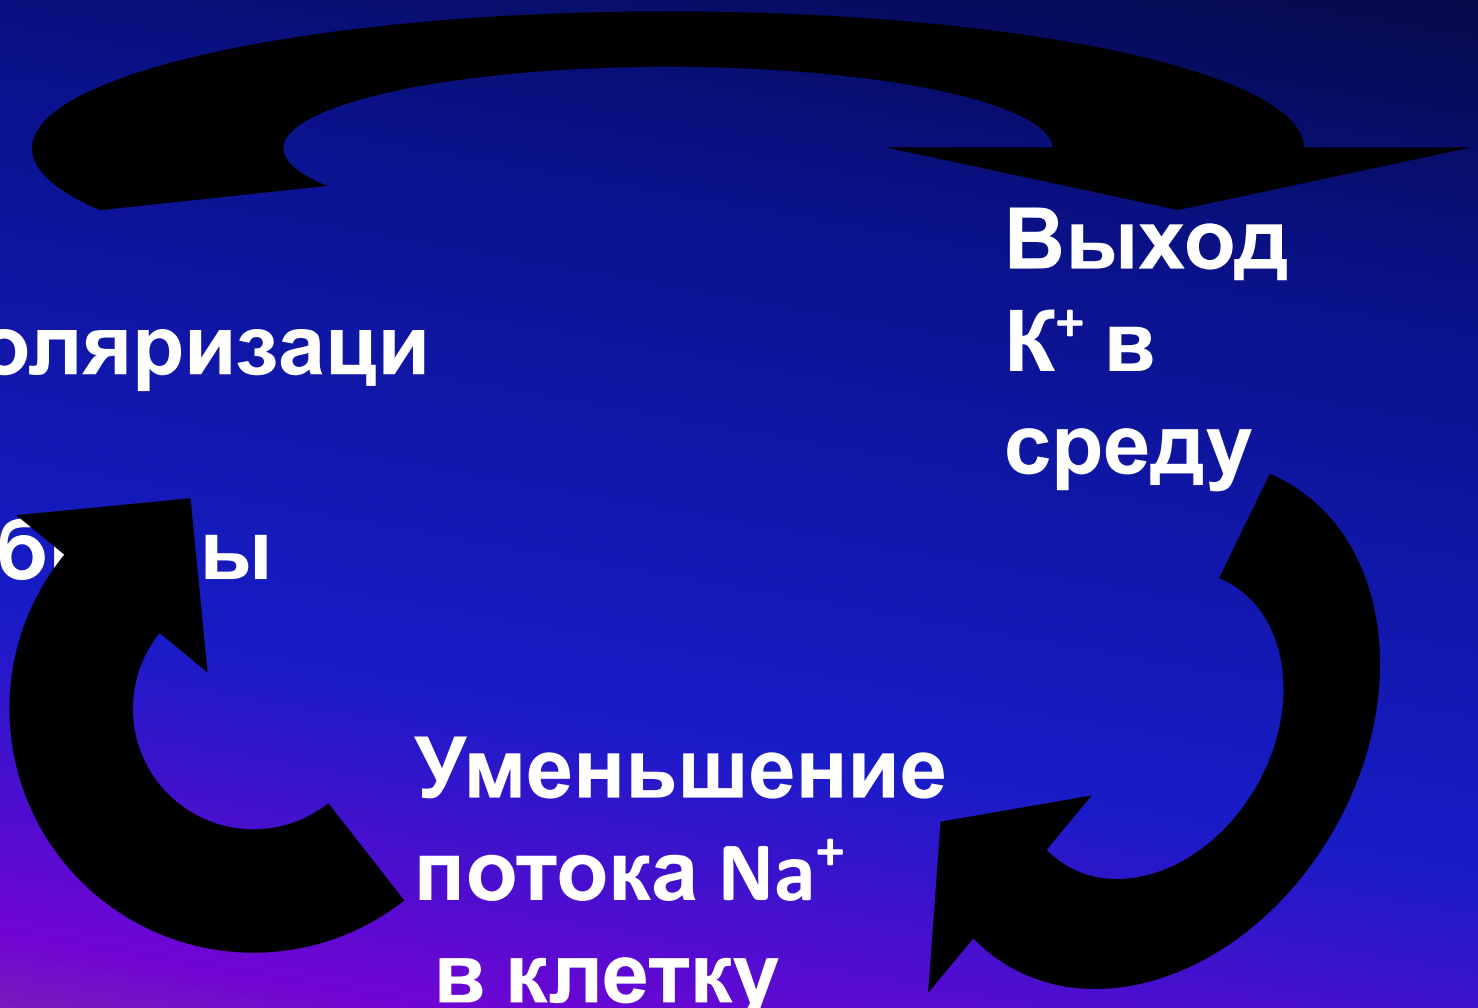 оляризаци
ы
Выход
К⁺ в
среду
Уменьшение
потока Na⁺
в клетку